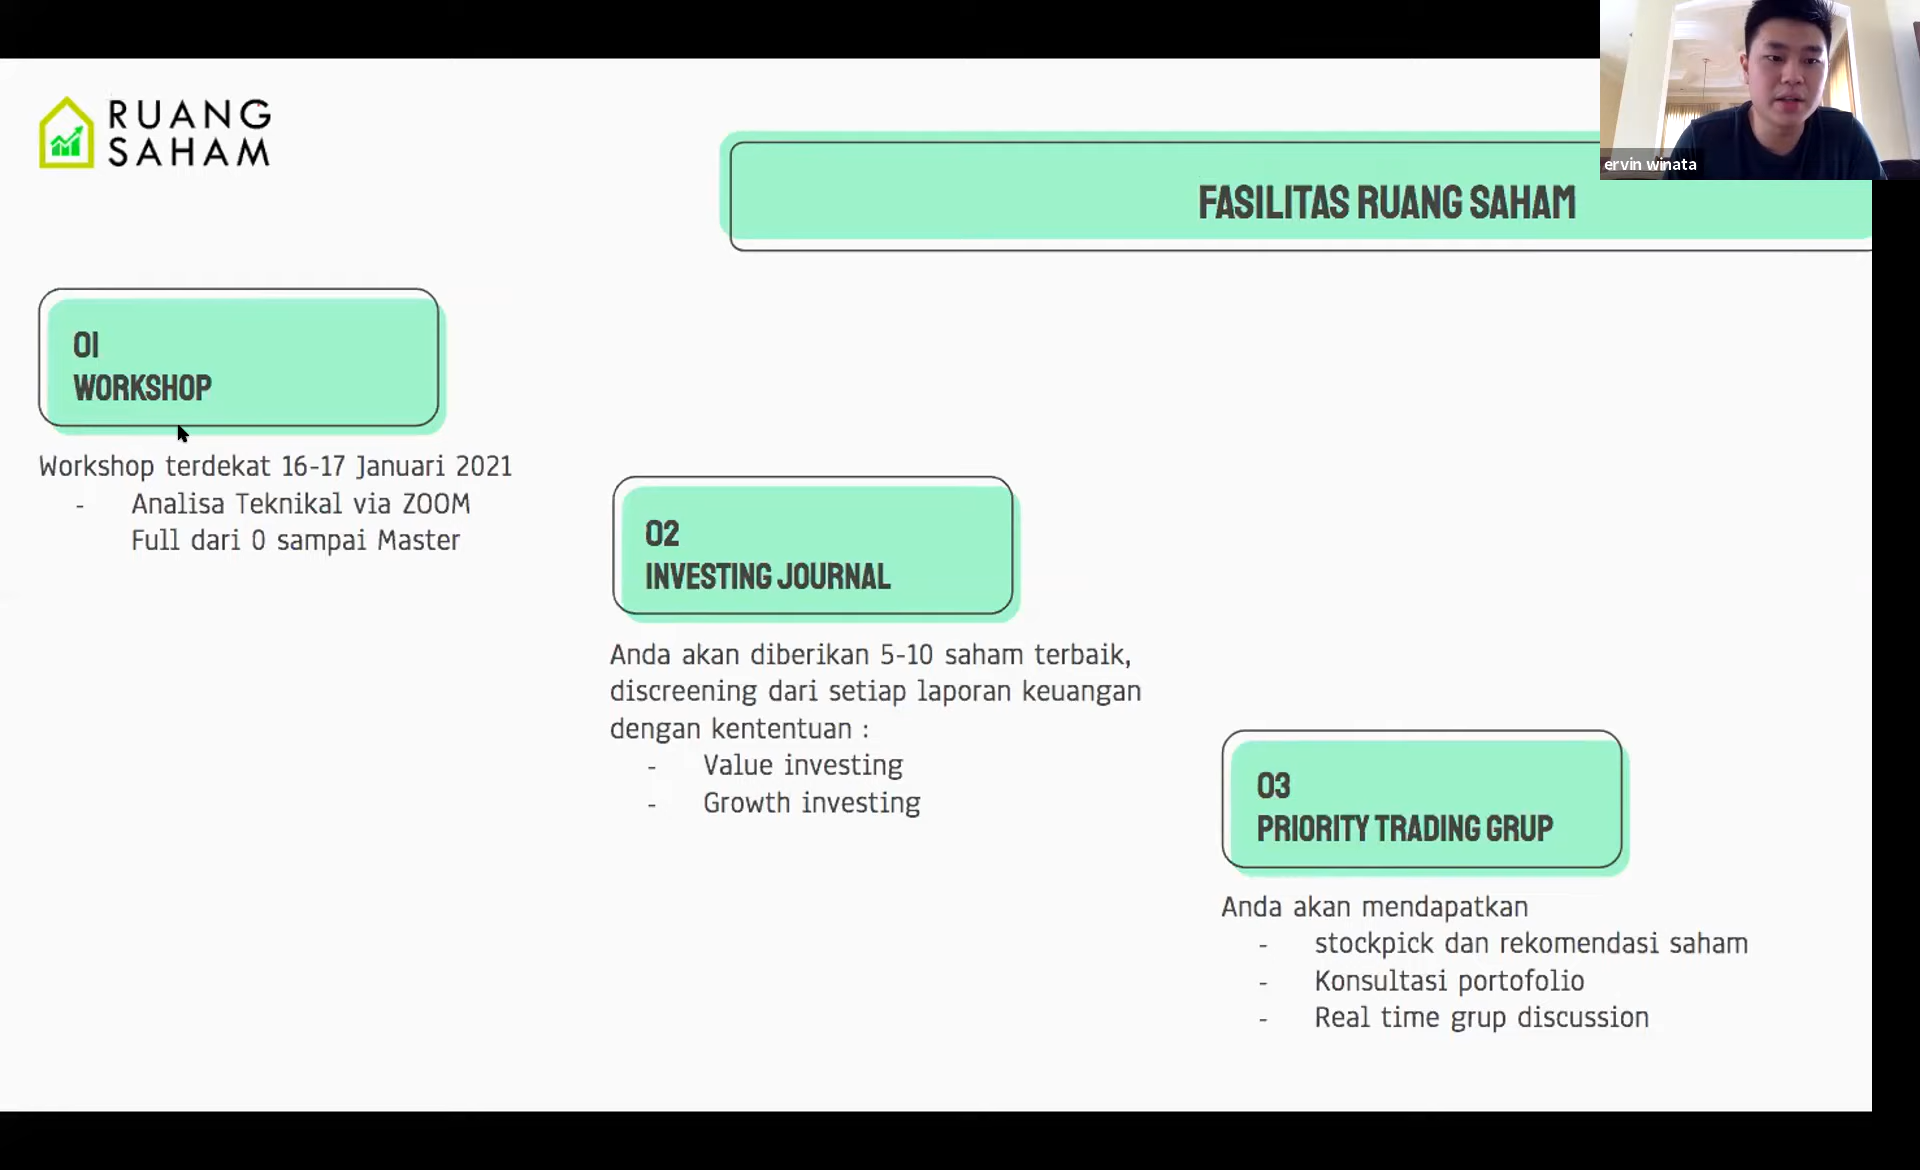 RUANG
SAHAM
ervin winata
FASILITAS RUANG SAHAM
01
WORKSHOP
Workshop terdekat 16-17 Januari 2021
- Analisa Teknikal via ZOOM
Full dari 0 sampai Master
02
INVESTING JOURNAL
Anda akan diberikan 5-10 saham terbaik,
discreening dari setiap laporan keuangan
dengan kententuan :
- Value investing
- Growth investing
03
PRIORITY TRADING GRUP
Anda akan mendapatkan
- stockpick dan rekomendasi saham
- Konsultasi portofolio
- Real time grup discussion